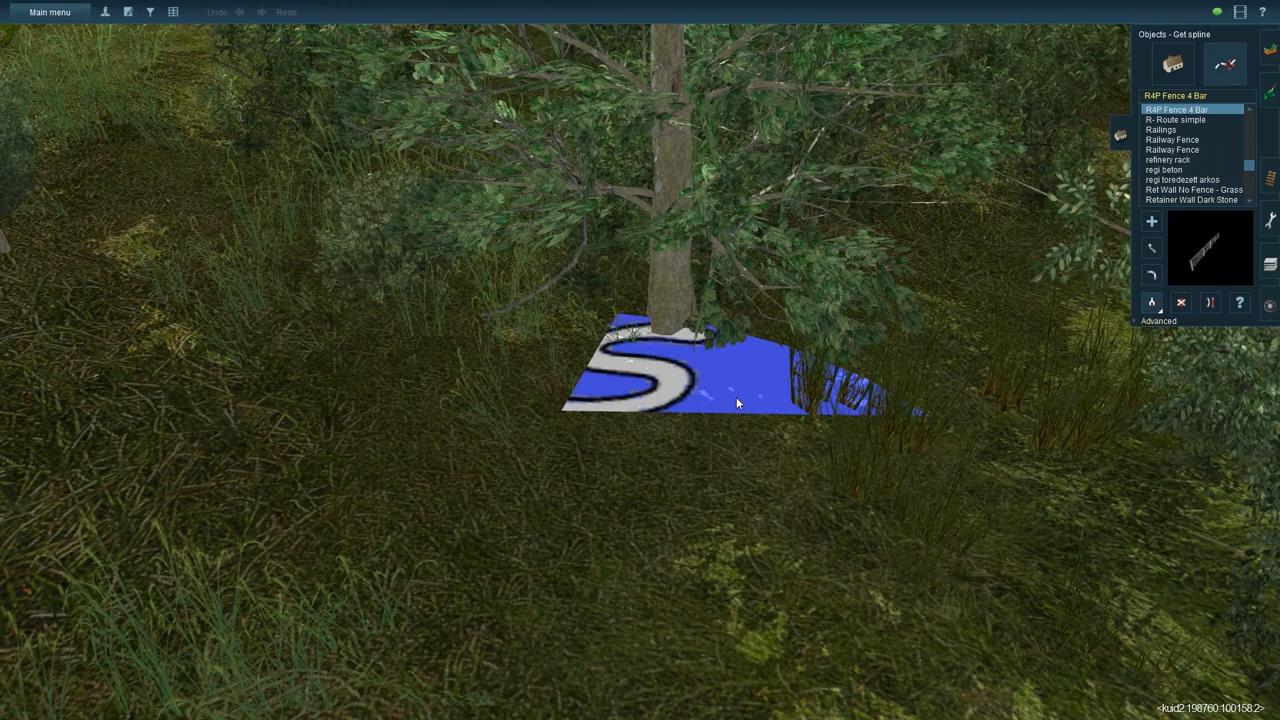 Main menu
Undo
Redo
Objects - Get spline
R4P Fence 4 Bar
R4P Fence 4 Bar
R- Route simple
Railings
Railway Fence
Railway Fence
refinery rack
regi beton
regi toredezett arkos
Ret Wall No Fence - Grass
Retainer Wall Dark Stone
?
Advanced
S
<kuid2:198760:100158:2>